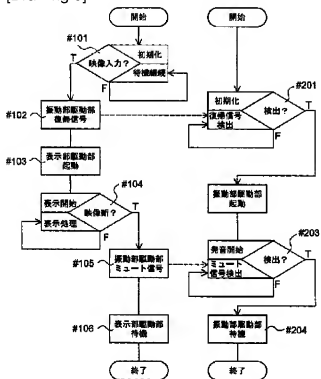 開始
#101
映像入力?
初期化
待機継続
T
F
#102
振動部駆動部
復帰信号
#103
表示部駆動部
起動
表示開始
表示処理
#104
映像断?
T
F
#105
振動部駆動部
ミュート信号
#106
表示部駆動部
待機
終了
開始
初期化
復帰信号
検出
#201
検出?
T
F
振動部駆動部
起動
発音開始
ミュート
信号検出
#203
検出?
T
F
振動部駆動部
待機
#204
終了